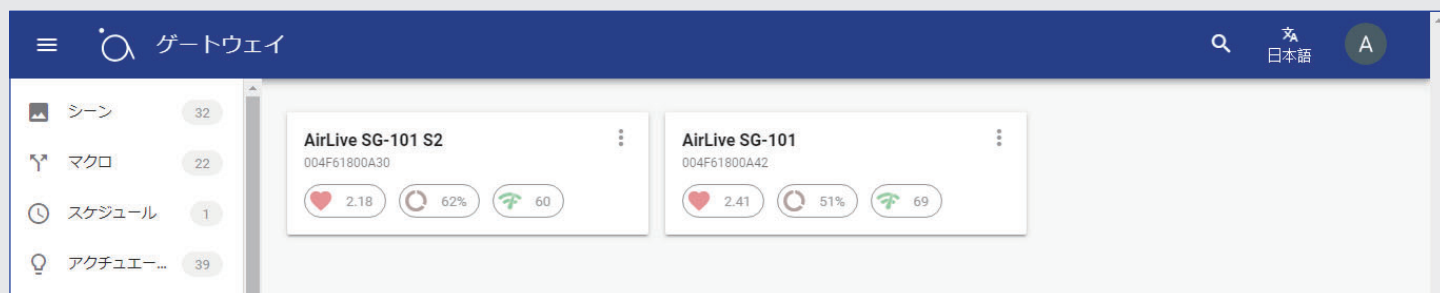 ゲートウェイ
日本語
A
シーン 32
マクロ 22
スケジュール 1
アクチュエー... 39
AirLive SG-101 S2
004F61800A30
2.18 62% 60
AirLive SG-101
004F61800A42
2.41 51% 69